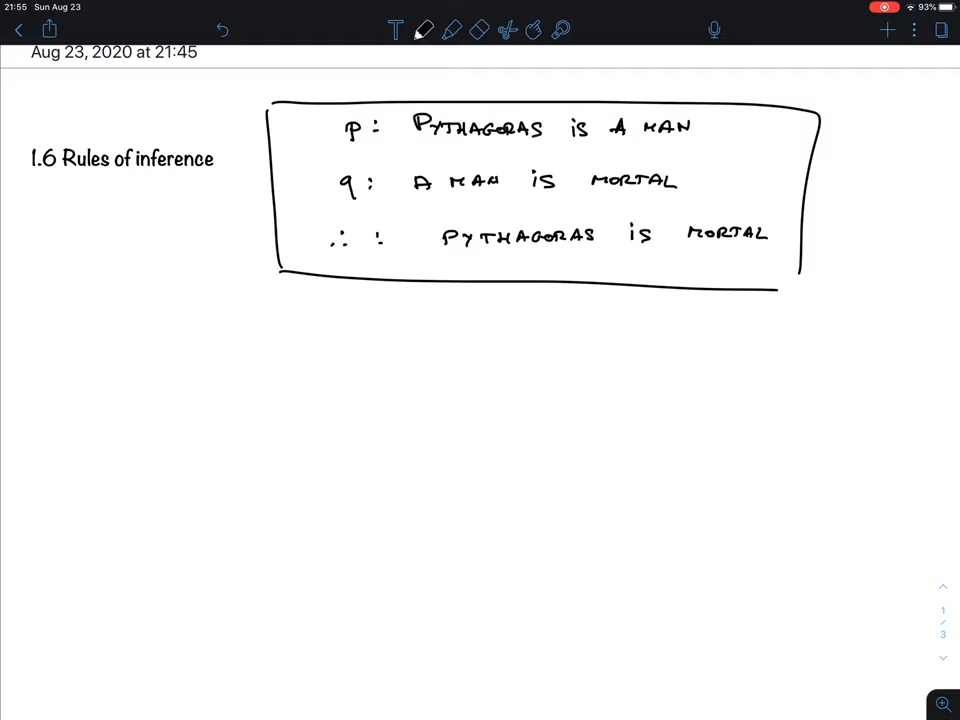 21:55 Sun Aug 23
93%
T
Aug 23, 2020 at 21:45
1.6 Rules of inference
p: PYTHAGORAS is A MAN
q: A MAN is MORTAL
∴ : PYTHAGORAS is MORTAL
1
/
3